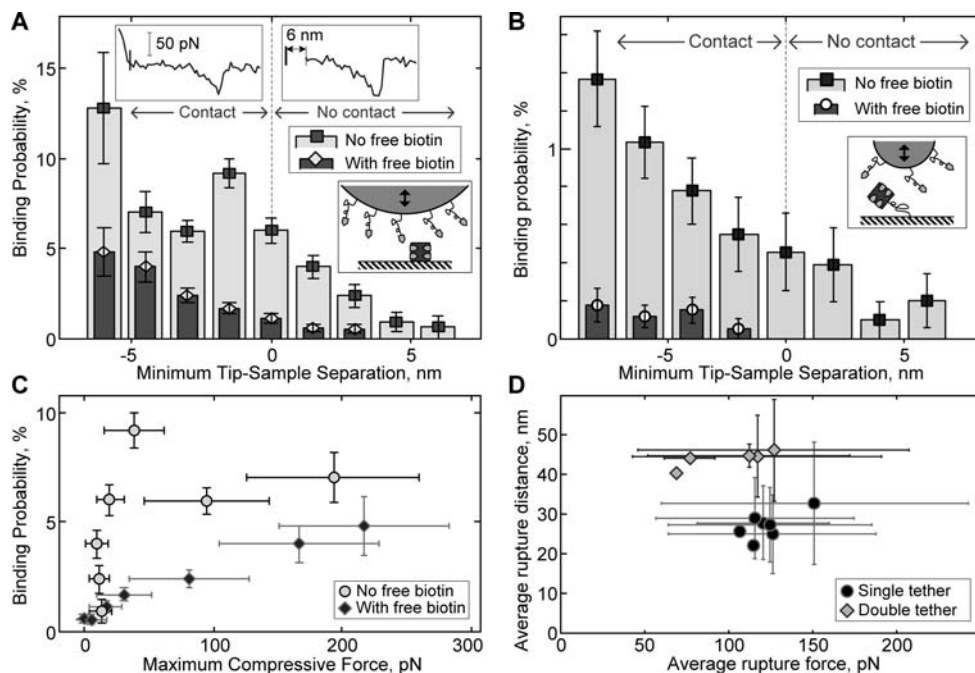 A
50 pN
6 nm
Contact
No contact
No free biotin
With free biotin
Binding Probability, %
15
10
5
0
-5
0
5
Minimum Tip-Sample Separation, nm
B
Contact
No contact
No free biotin
With free biotin
Binding probability, %
1
0
-5
0
5
Minimum Tip-Sample Separation, nm
C
Binding Probability, %
10
5
0
0
100
200
300
No free biotin
With free biotin
Maximum Compressive Force, pN
D
Average rupture distance, nm
50
40
30
20
10
0
0
50
100
150
200
Single tether
Double tether
Average rupture force, pN